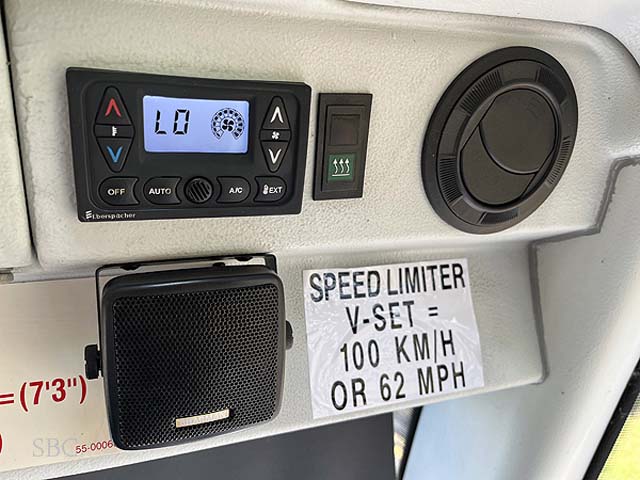 LO
OFF AUTO A/C EXT
Eberspächer
SPEED LIMITER
V-SET =
100 KM/H
OR 62 MPH
=(7'3")
)
SBC
55-0006